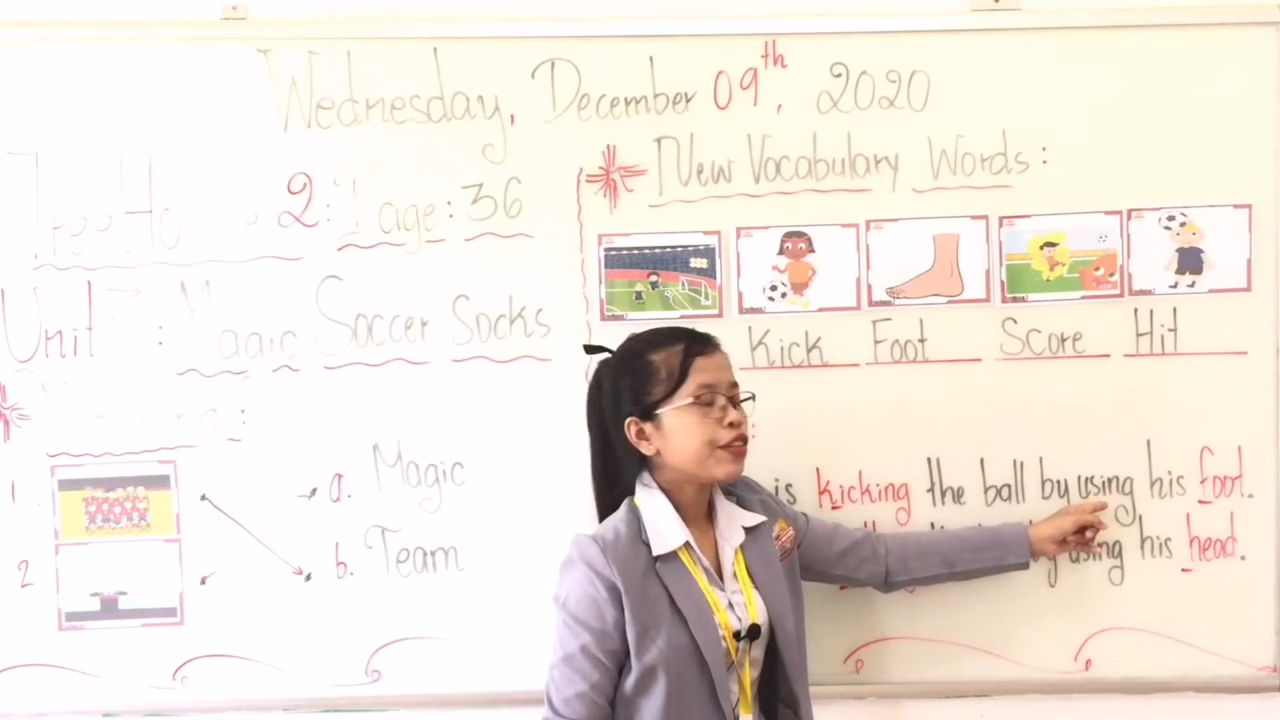 Wednesday, December 09th, 2020
2: Page: 36
Unit : Magic Soccer Socks
1
2
a. Magic
b. Team
New Vocabulary Words:
Kick Foot Score Hit
is kicking the ball by using his foot.
by using his head.